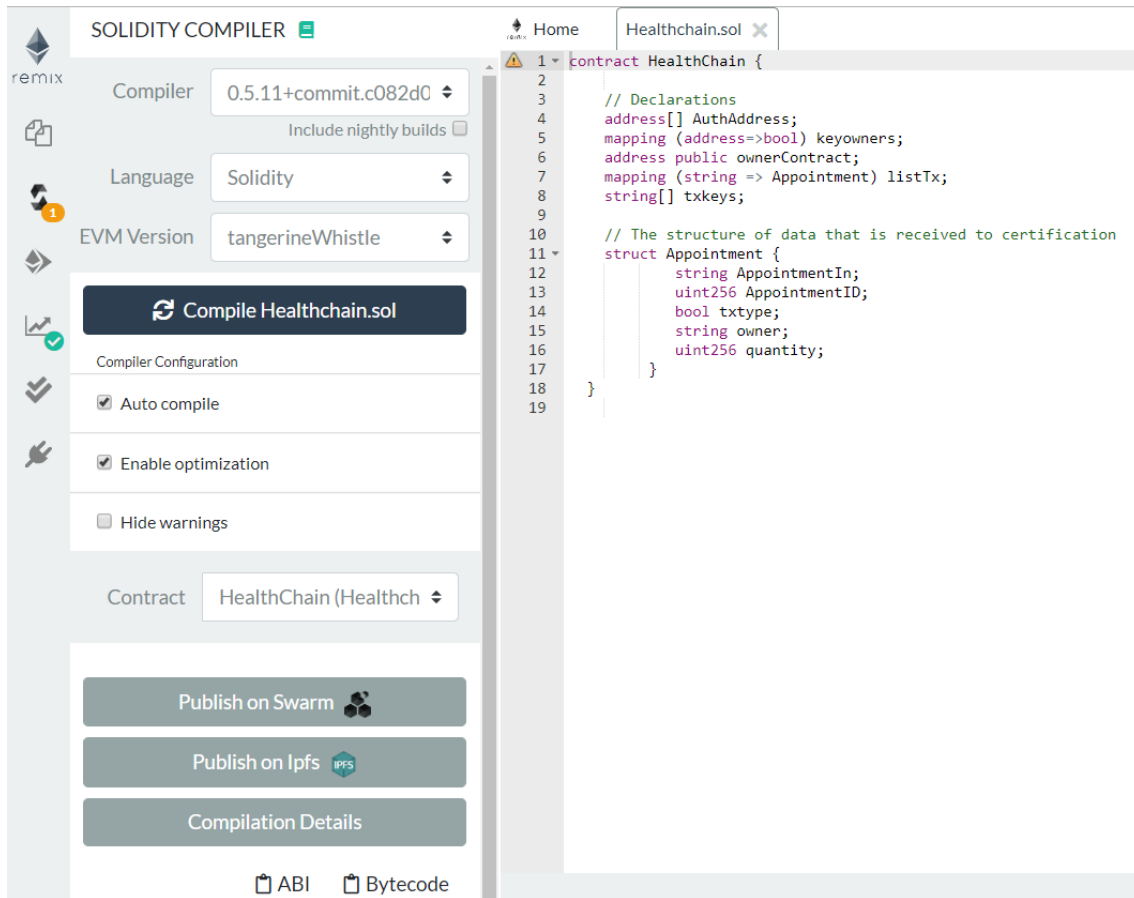 remix
1
SOLIDITY COMPILER
Compiler
0.5.11+commit.c082d0
Include nightly builds
Language
Solidity
EVM Version
tangerineWhistle
Compile Healthchain.sol
Compiler Configuration
Auto compile
Enable optimization
Hide warnings
Contract
HealthChain (Healthch
Publish on Swarm
Publish on Ipfs
IPFS
Compilation Details
ABI
Bytecode
Home
Healthchain.sol
1 contract HealthChain {
2
3 // Declarations
4 address[] AuthAddress;
5 mapping (address=>bool) keyowners;
6 address public ownerContract;
7 mapping (string => Appointment) listTx;
8 string[] txkeys;
9
10 // The structure of data that is received to certification
11 struct Appointment {
12 string AppointmentIn;
13 uint256 AppointmentID;
14 bool txtype;
15 string owner;
16 uint256 quantity;
17 }
18 }
19